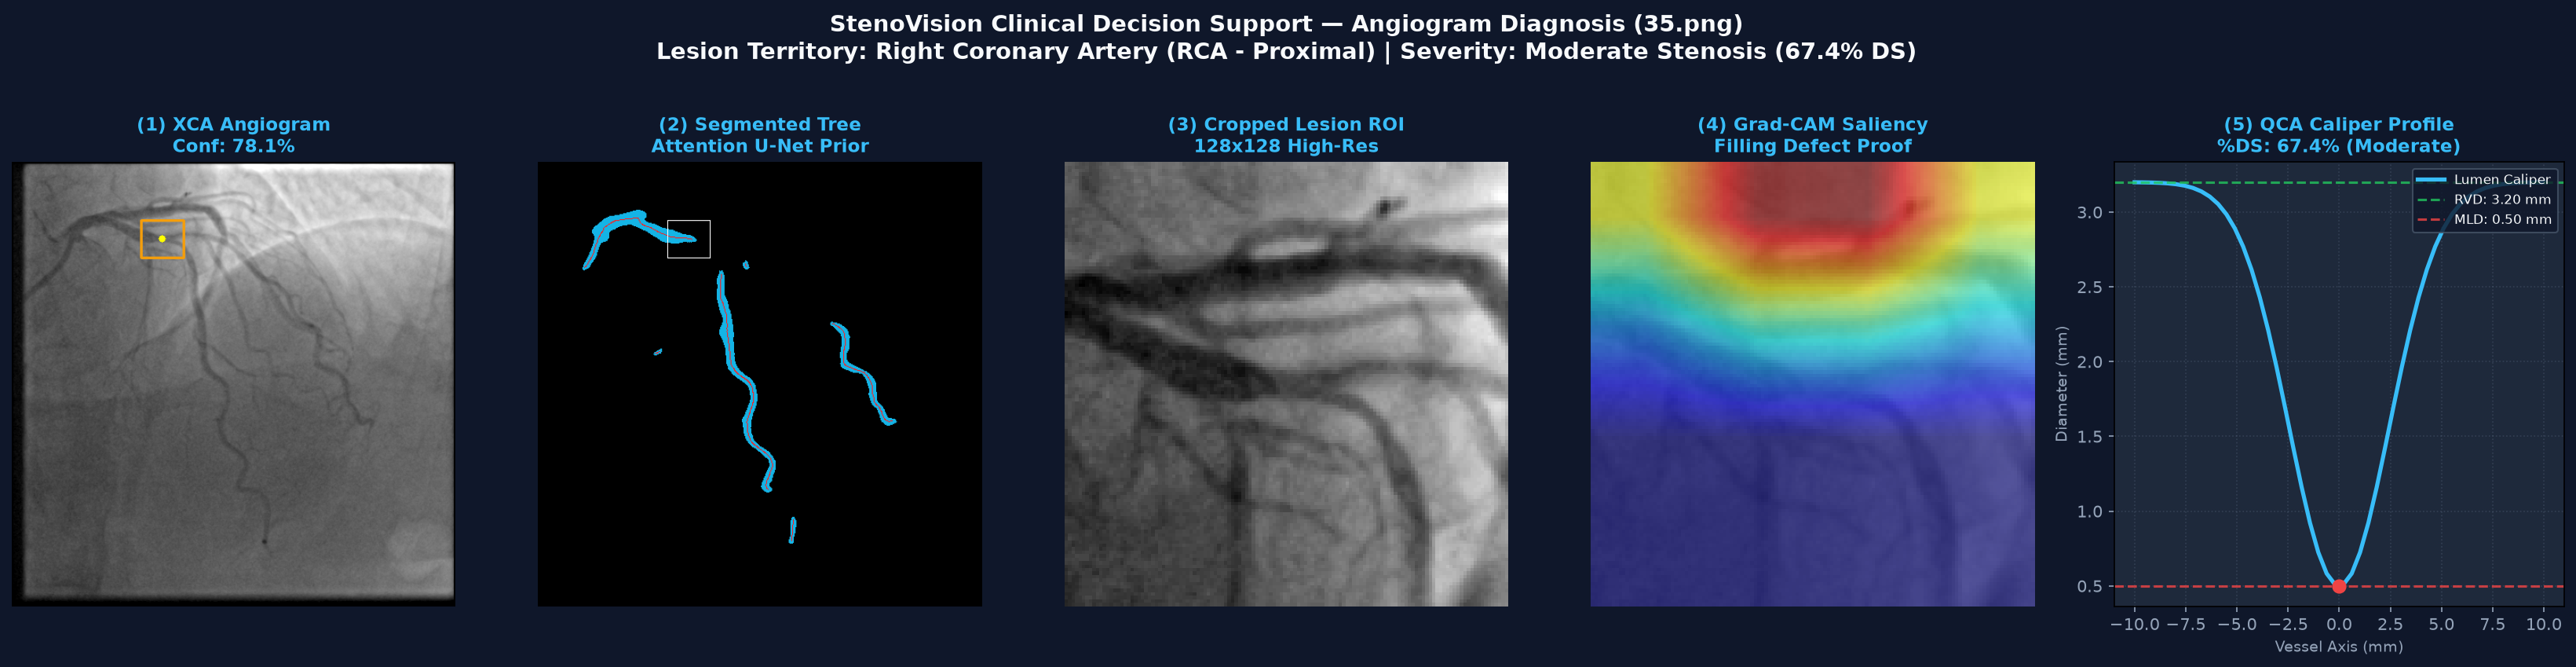 StenoVision Clinical Decision Support — Angiogram Diagnosis (35.png)
Lesion Territory: Right Coronary Artery (RCA - Proximal) | Severity: Moderate Stenosis (67.4% DS)
(1) XCA Angiogram
Conf: 78.1%
(2) Segmented Tree
Attention U-Net Prior
(3) Cropped Lesion ROI
128x128 High-Res
(4) Grad-CAM Saliency
Filling Defect Proof
(5) QCA Caliper Profile
%DS: 67.4% (Moderate)
Lumen Caliper
RVD: 3.20 mm
MLD: 0.50 mm
Diameter (mm)
3.0
2.5
2.0
1.5
1.0
0.5
−10.0 −7.5 −5.0 −2.5 0.0 2.5 5.0 7.5 10.0
Vessel Axis (mm)